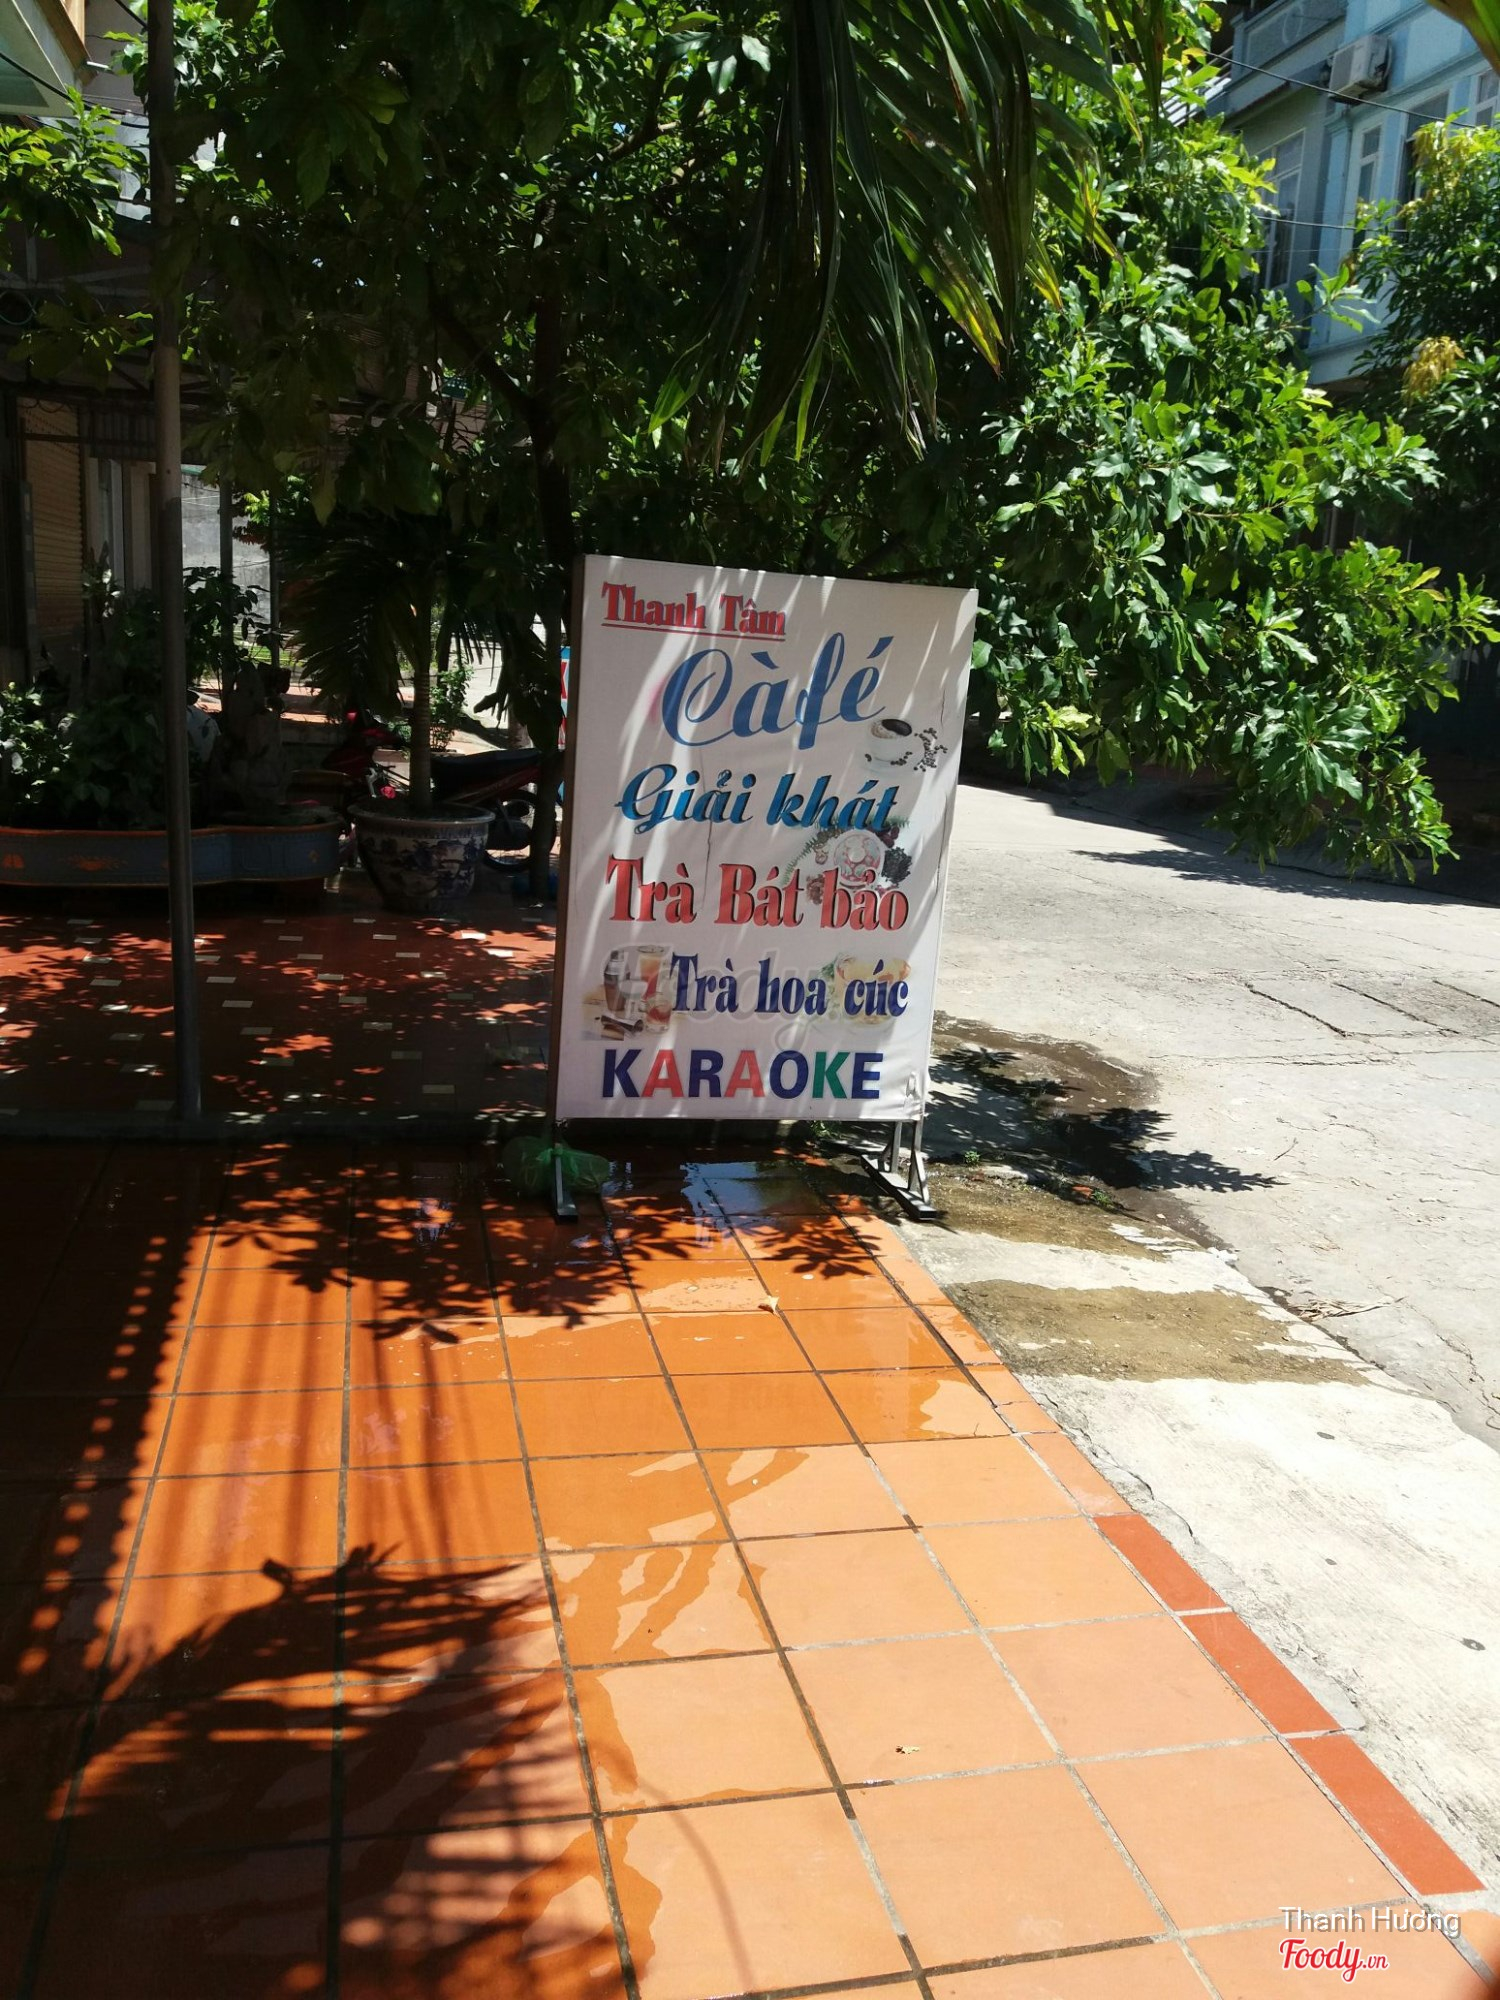 Thanh Tâm
Càfé
Giải khát
Trà Bát bảo
Trà hoa cúc
KARAOKE
Thanh Hương
Foody.vn